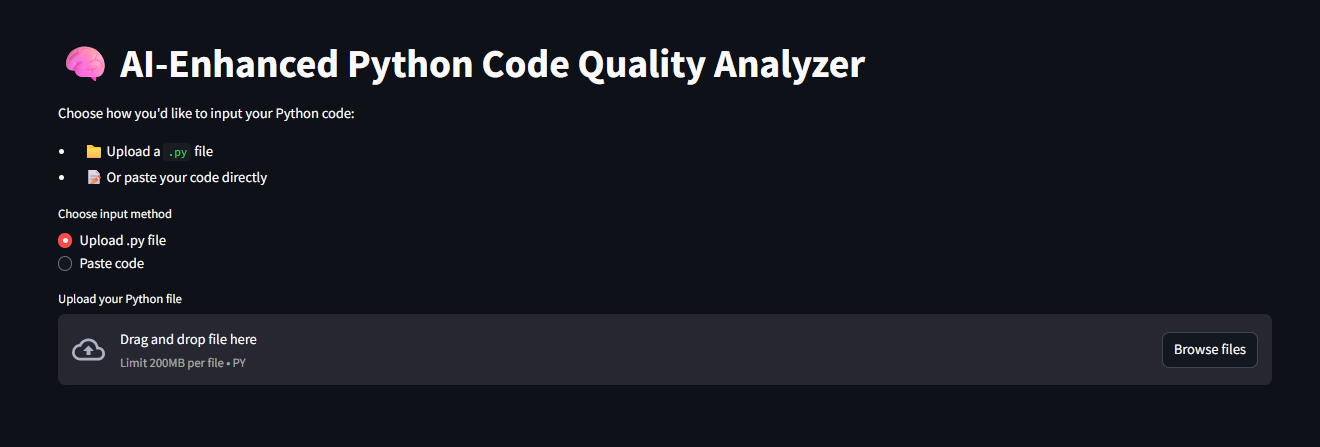 AI-Enhanced Python Code Quality Analyzer
Choose how you'd like to input your Python code:
Upload a .py file
Or paste your code directly
Choose input method
Upload .py file
Paste code
Upload your Python file
Drag and drop file here
Limit 200MB per file • PY
Browse files